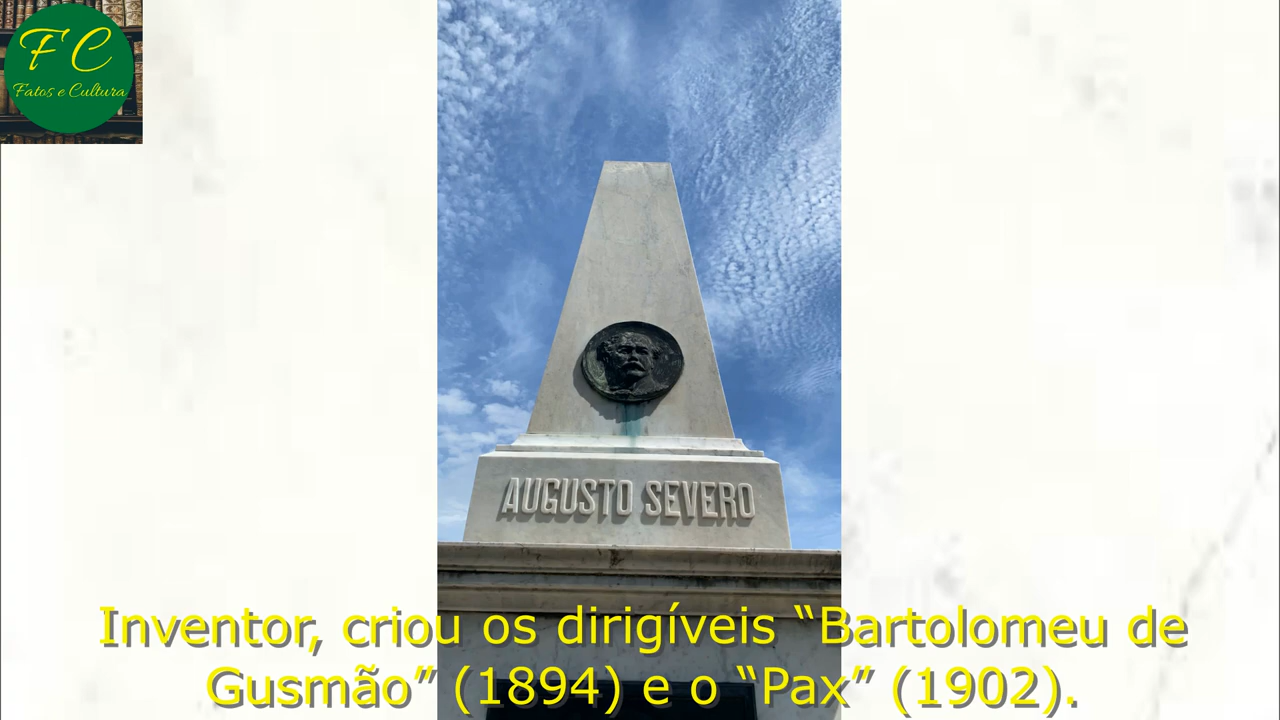 FC
Fatos e Cultura
AUGUSTO SEVERO
Inventor, criou os dirigíveis “Bartolomeu de
Gusmão” (1894) e o “Pax” (1902).